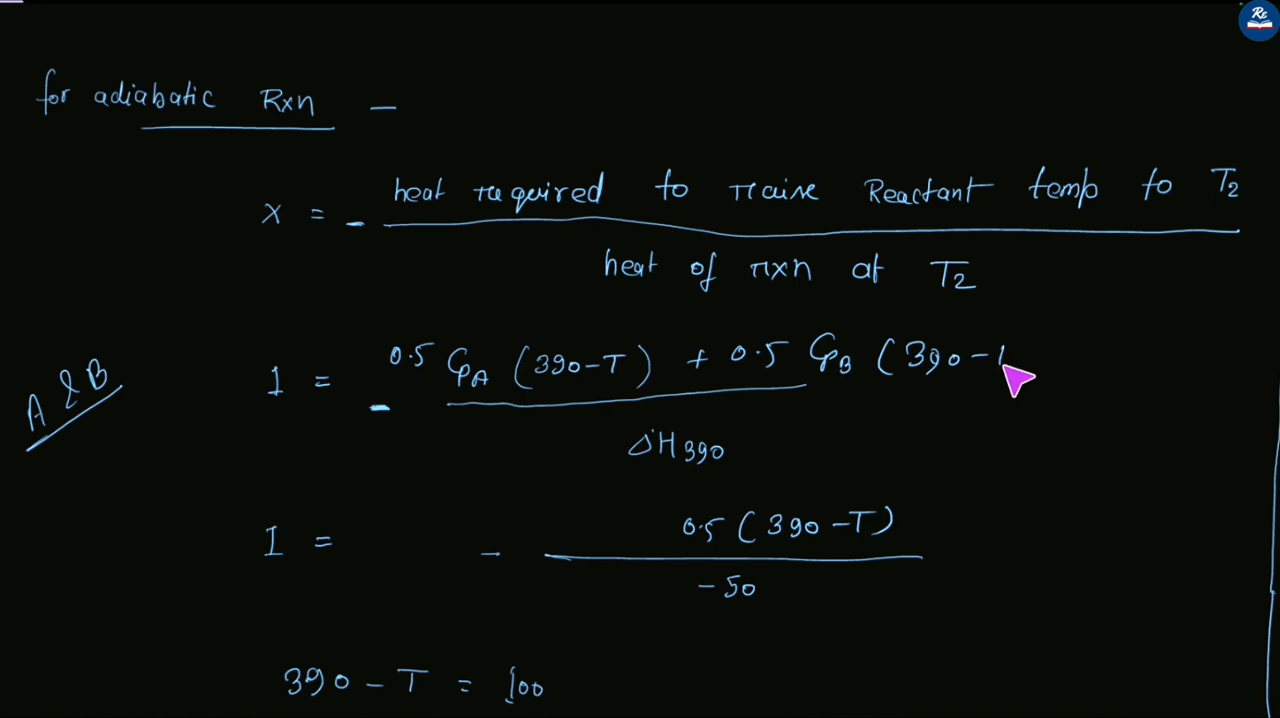 Re
for adiabatic Rxn -
x = - heat required to raise Reactant temp to T2
heat of rxn at T2
A & B
1 = - 0.5 CpA (390-T) + 0.5 CpB (390-
ΔH390
1 = - 0.5 (390-T)
-50
390 - T = 100